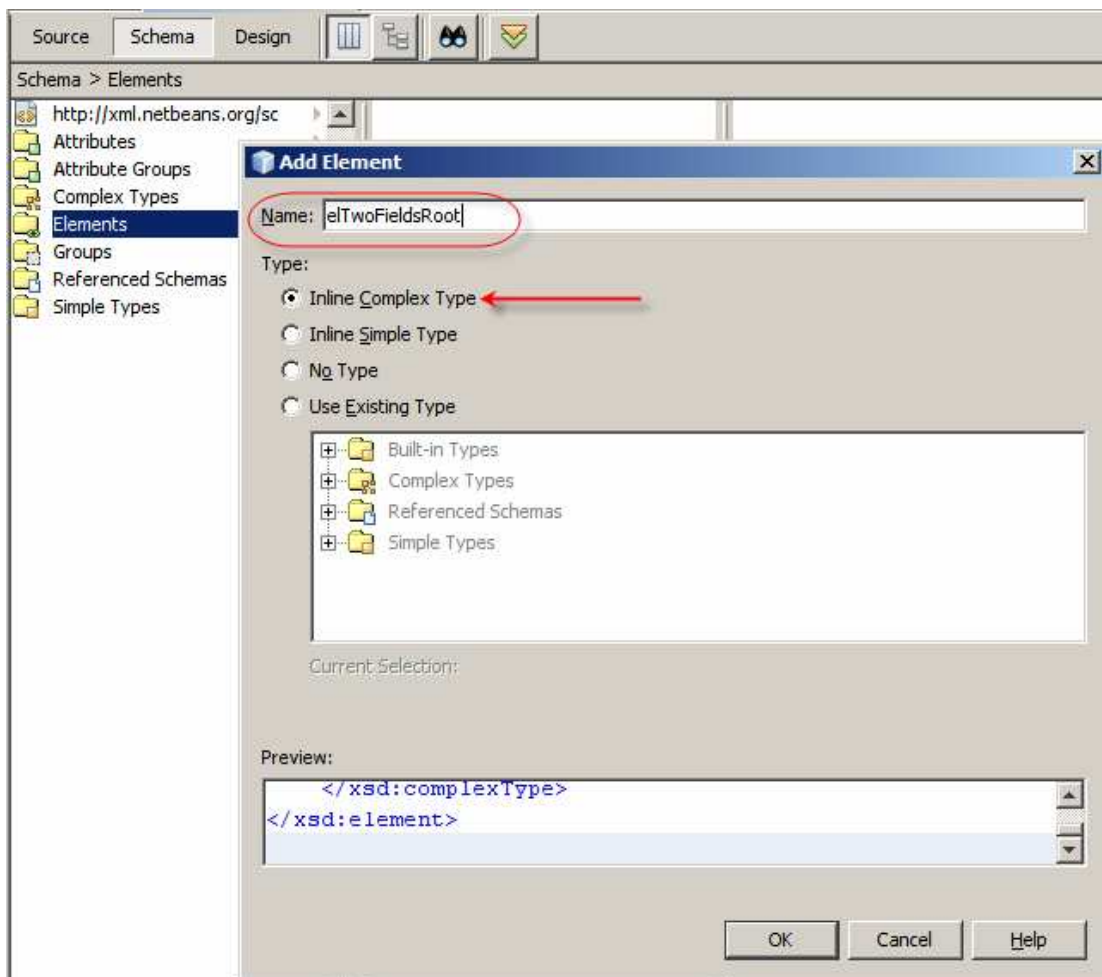 Source Schema Design
Schema > Elements
http://xml.netbeans.org/sc
Attributes
Attribute Groups
Complex Types
Elements
Groups
Referenced Schemas
Simple Types
Add Element
Name: elTwoFieldsRoot
Type:
Inline Complex Type
Inline Simple Type
No Type
Use Existing Type
Built-in Types
Complex Types
Referenced Schemas
Simple Types
Current Selection:
Preview:
</xsd:complexType>
</xsd:element>
OK Cancel Help